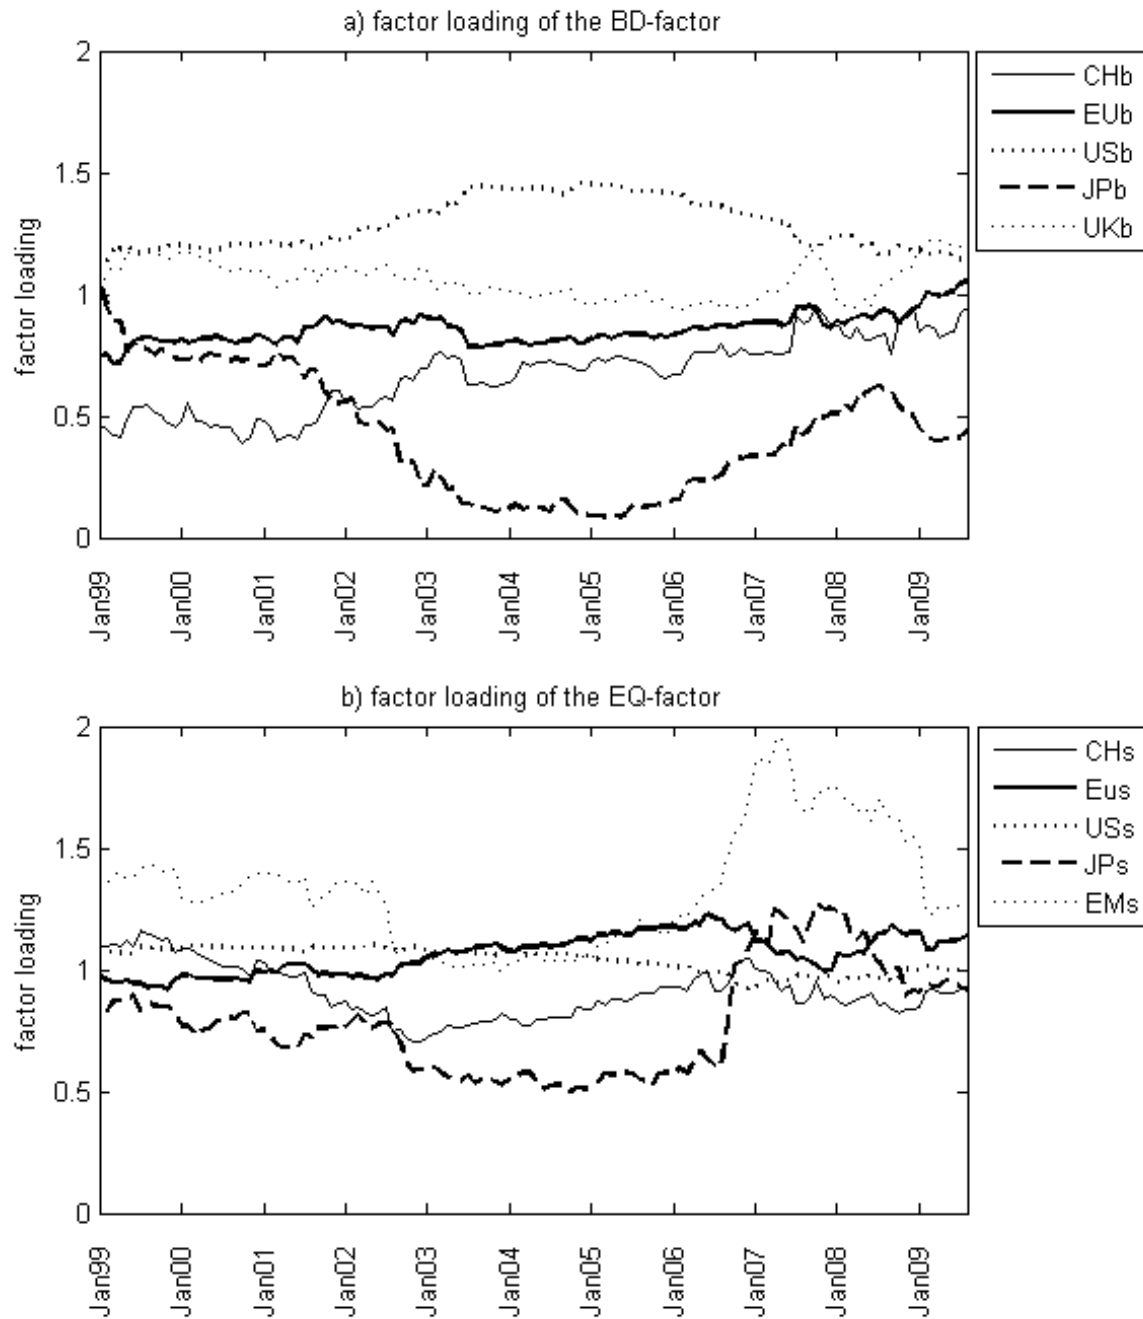 a) factor loading of the BD-factor
2
1.5
1
0.5
0
factor loading
Jan99
Jan00
Jan01
Jan02
Jan03
Jan04
Jan05
Jan06
Jan07
Jan08
Jan09
CHb
EUb
USb
JPb
UKb
b) factor loading of the EQ-factor
2
1.5
1
0.5
0
factor loading
Jan99
Jan00
Jan01
Jan02
Jan03
Jan04
Jan05
Jan06
Jan07
Jan08
Jan09
CHs
Eus
USs
JPs
EMs